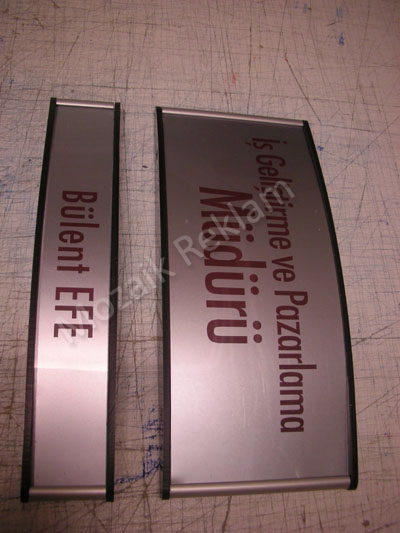 Bülent EFE
İş Geliştirme ve Pazarlama
Müdürü
Mozaik Reklam